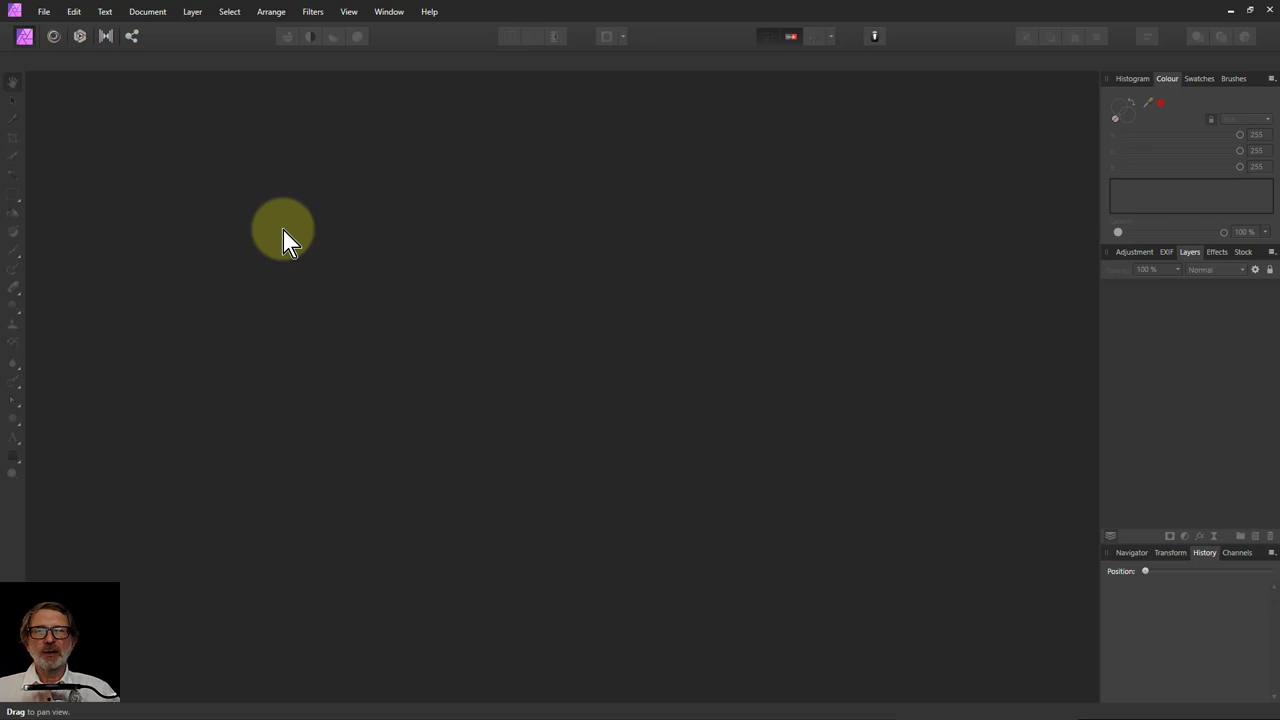 File Edit Text Document Layer Select Arrange Filters View Window Help
Histogram Colour Swatches Brushes
255
255
255
100 %
Adjustment EXIF Layers Effects Stock
100 % Normal
Navigator Transform History Channels
Position:
Drag to pan view.